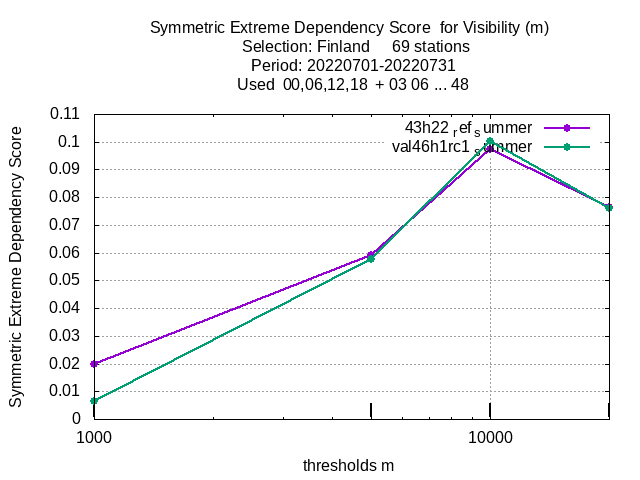 Symmetric Extreme Dependency Score  for Visibility (m)
Selection: Finland     69 stations
Period: 20220701-20220731
Used  00,06,12,18  + 03 06 ... 48
Symmetric Extreme Dependency Score
0.11
0.1
0.09
0.08
0.07
0.06
0.05
0.04
0.03
0.02
0.01
0
43h22refsummer
val46h1rc1summer
1000
10000
thresholds m